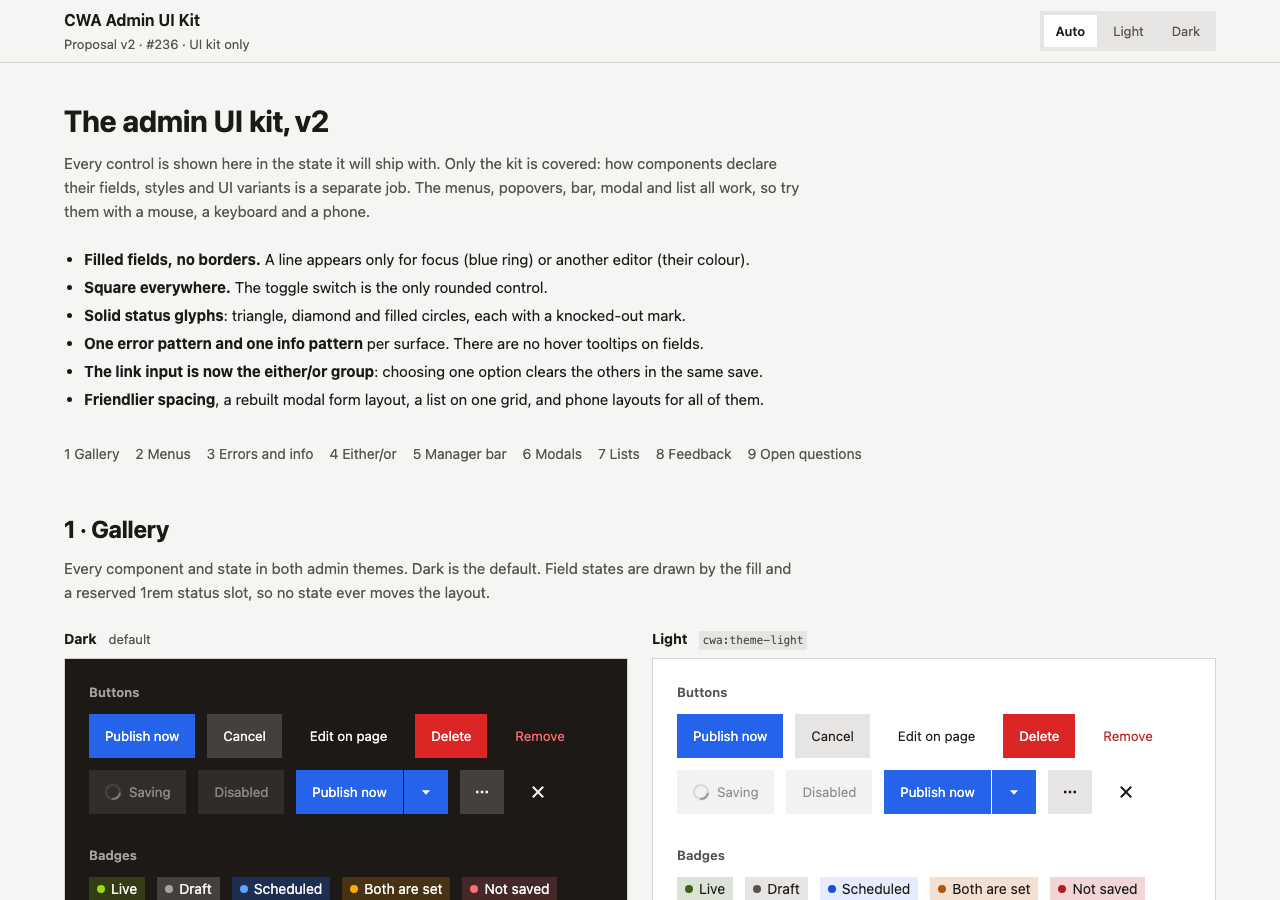 CWA Admin UI Kit
Proposal v2 · #236 · UI kit only
Auto Light Dark
The admin UI kit, v2
Every control is shown here in the state it will ship with. Only the kit is covered: how components declare
their fields, styles and UI variants is a separate job. The menus, popovers, bar, modal and list all work, so try
them with a mouse, a keyboard and a phone.
• Filled fields, no borders. A line appears only for focus (blue ring) or another editor (their colour).
• Square everywhere. The toggle switch is the only rounded control.
• Solid status glyphs: triangle, diamond and filled circles, each with a knocked-out mark.
• One error pattern and one info pattern per surface. There are no hover tooltips on fields.
• The link input is now the either/or group: choosing one option clears the others in the same save.
• Friendlier spacing, a rebuilt modal form layout, a list on one grid, and phone layouts for all of them.
1 Gallery 2 Menus 3 Errors and info 4 Either/or 5 Manager bar 6 Modals 7 Lists 8 Feedback 9 Open questions
1 · Gallery
Every component and state in both admin themes. Dark is the default. Field states are drawn by the fill and
a reserved 1rem status slot, so no state ever moves the layout.
Dark default
Buttons
Publish now Cancel Edit on page Delete Remove
Saving Disabled Publish now ··· ✕
Badges
Live Draft Scheduled Both are set Not saved
Light cwa:theme-light
Buttons
Publish now Cancel Edit on page Delete Remove
Saving Disabled Publish now ··· ✕
Badges
Live Draft Scheduled Both are set Not saved